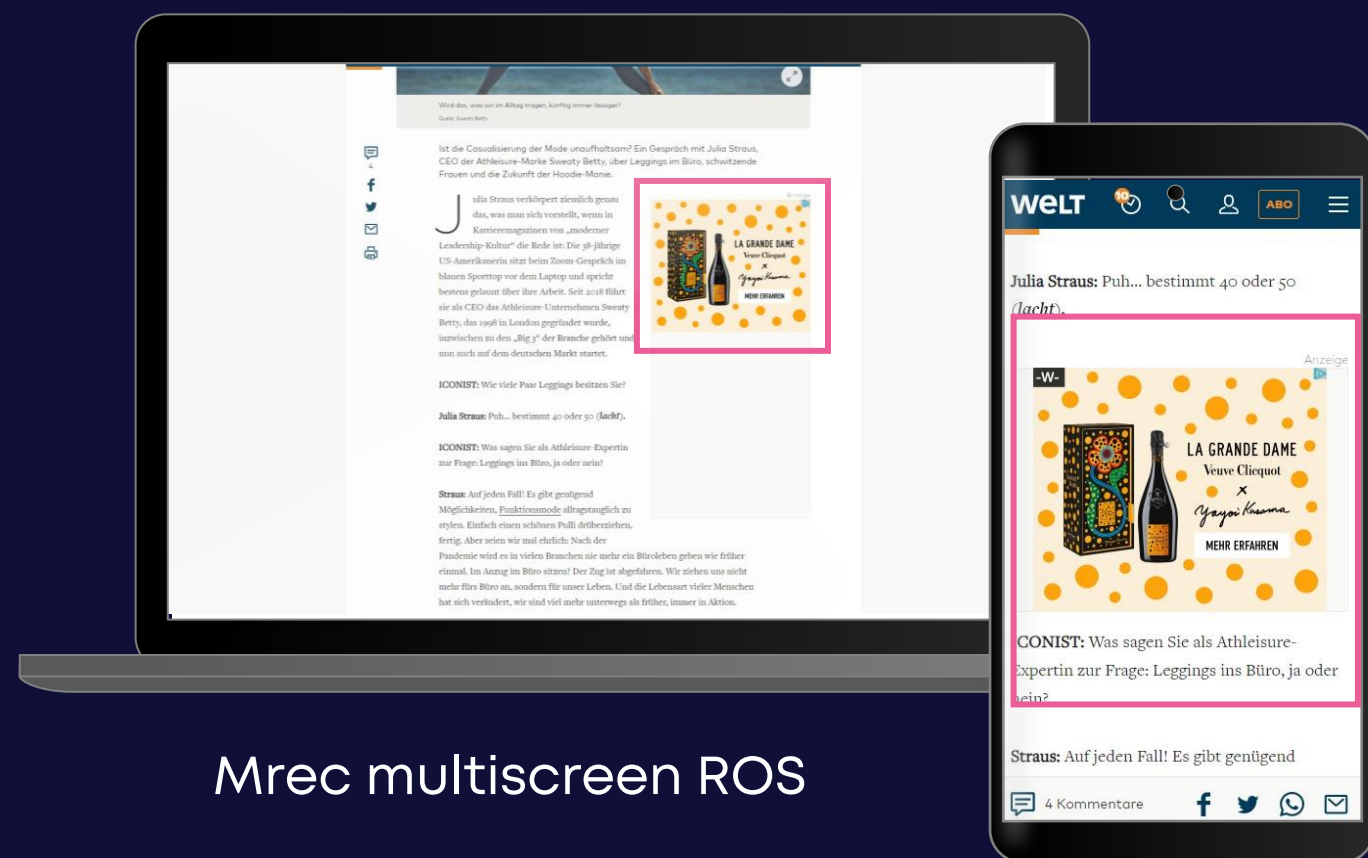 Wird das, was wir im Alltag tragen, künftig immer lässiger?
Quelle: Sweaty Betty
Ist die Casualisierung der Mode unaufhaltsam? Ein Gespräch mit Julia Straus,
CEO der Athleisure-Marke Sweaty Betty, über Leggings im Büro, schwitzende
Frauen und die Zukunft der Hoodie-Manie.
Julia Straus verkörpert ziemlich genau
das, was man sich vorstellt, wenn in
Karrieremagazinen von „moderner
Leadership-Kultur“ die Rede ist: Die 38-jährige
US-Amerikanerin sitzt beim Zoom-Gespräch im
blauen Sporttop vor dem Laptop und spricht
bestens gelaunt über ihre Arbeit. Seit 2018 führt
sie als CEO das Athleisure-Unternehmen Sweaty
Betty, das 1998 in London gegründet wurde,
inzwischen zu den „Big 3“ der Branche gehört und
nun auch auf dem deutschen Markt startet.
ICONIST: Wie viele Paar Leggings besitzen Sie?
Julia Straus: Puh... bestimmt 40 oder 50 (lacht).
ICONIST: Was sagen Sie als Athleisure-Expertin
zur Frage: Leggings ins Büro, ja oder nein?
Straus: Auf jeden Fall! Es gibt genügend
Möglichkeiten, Funktionsmode alltagstauglich zu
stylen. Einfach einen schönen Pulli drüberziehen,
fertig. Aber seien wir mal ehrlich: Nach der
Pandemie wird es in vielen Branchen nie mehr ein Büroleben geben wie früher
einmal. Im Anzug im Büro sitzen? Der Zug ist abgefahren. Wir ziehen uns nicht
mehr fürs Büro an, sondern für unser Leben. Und die Lebensart vieler Menschen
hat sich verändert, wir sind viel mehr unterwegs als früher, immer in Aktion.
Anzeige
LA GRANDE DAME
Veuve Clicquot
x
Yayoi Kusama
MEHR ERFAHREN
WELT
10
ABO
Julia Straus: Puh... bestimmt 40 oder 50
(lacht).
Anzeige
-W-
LA GRANDE DAME
Veuve Clicquot
x
Yayoi Kusama
MEHR ERFAHREN
CONIST: Was sagen Sie als Athleisure-
Expertin zur Frage: Leggings ins Büro, ja oder
nein?
Straus: Auf jeden Fall! Es gibt genügend
4 Kommentare
Mrec multiscreen ROS